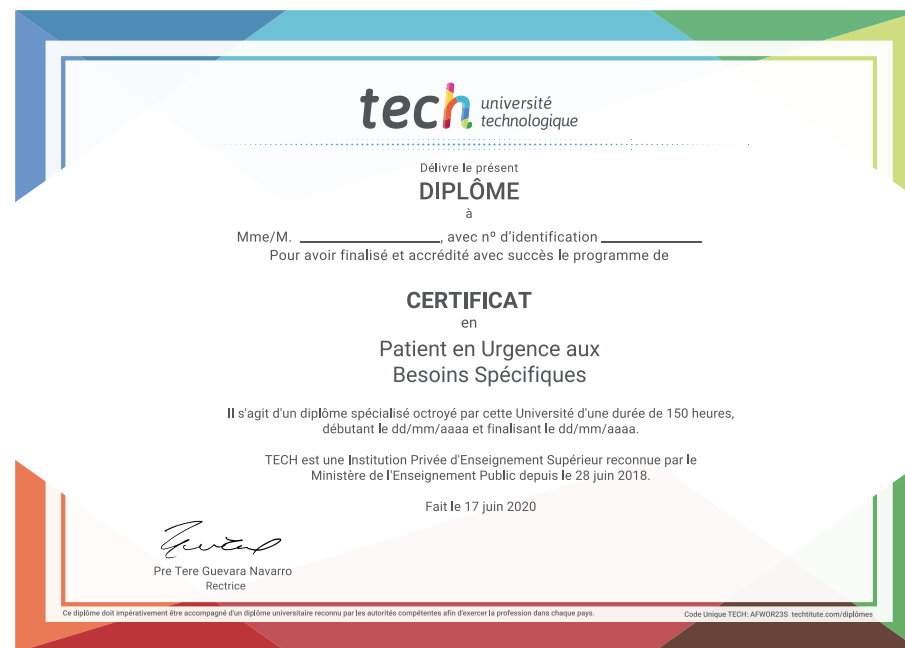 tech université
technologique
Délivre le présent
DIPLÔME
à
Mme/M. ____________________, avec nº d'identification ______________
Pour avoir finalisé et accrédité avec succès le programme de
CERTIFICAT
en
Patient en Urgence aux
Besoins Spécifiques
Il s'agit d'un diplôme spécialisé octroyé par cette Université d'une durée de 150 heures,
débutant le dd/mm/aaaa et finalisant le dd/mm/aaaa.
TECH est une Institution Privée d'Enseignement Supérieur reconnue par le
Ministère de l'Enseignement Public depuis le 28 juin 2018.
Fait le 17 juin 2020
Pre Tere Guevara Navarro
Rectrice
Ce diplôme doit impérativement être accompagné d'un diplôme universitaire reconnu par les autorités compétentes afin d'exercer la profession dans chaque pays.
Code Unique TECH: AFWOR23S techtitute.com/diplômes